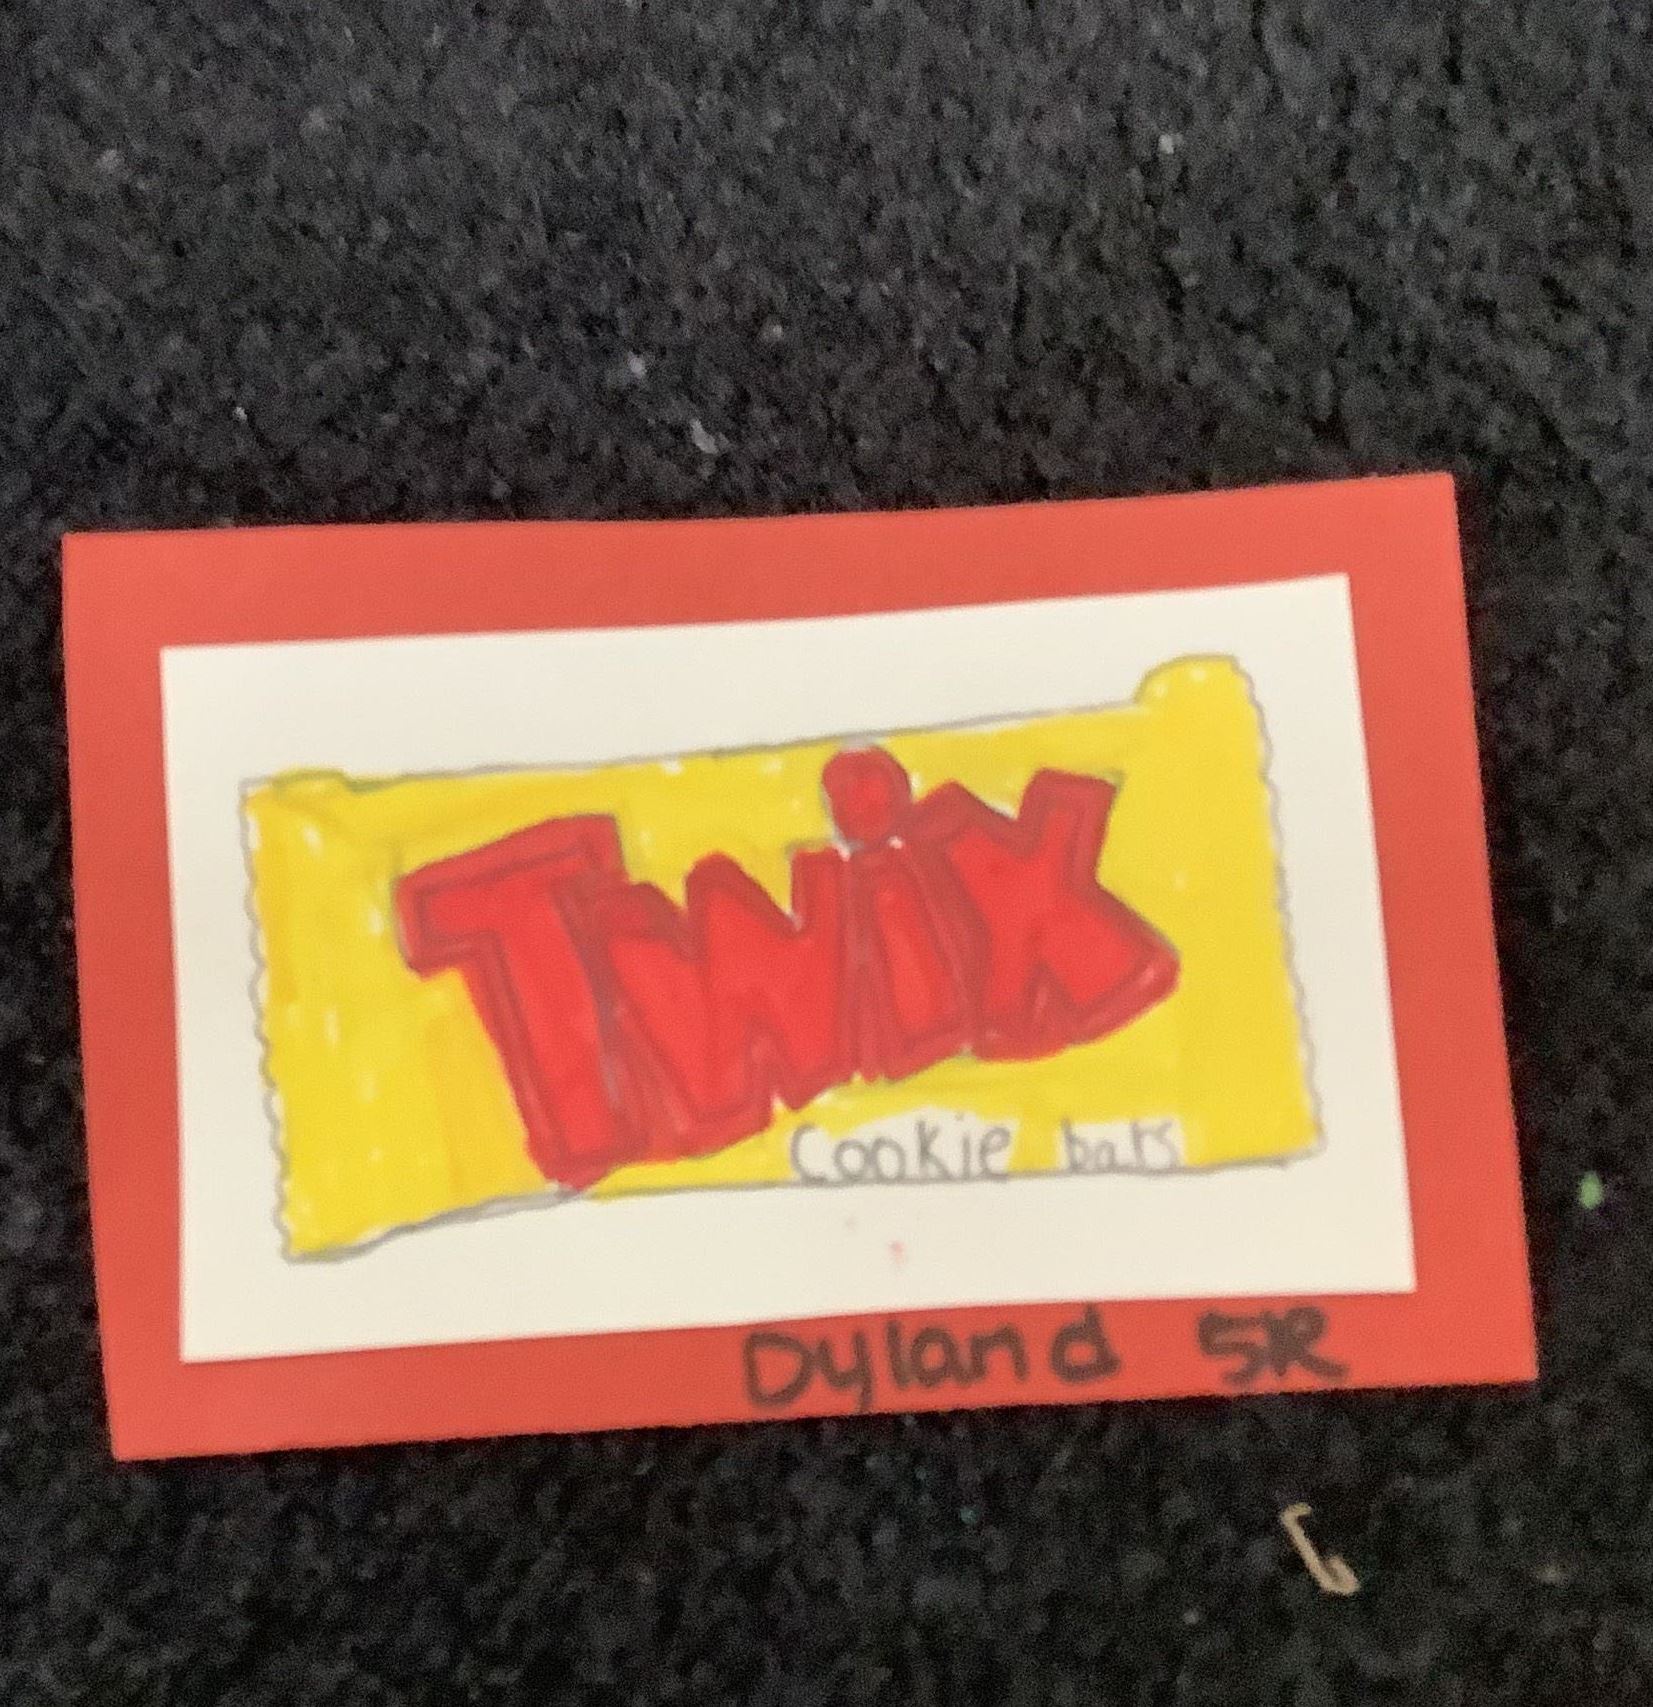 Twix
Cookie bars
Dyland 5R